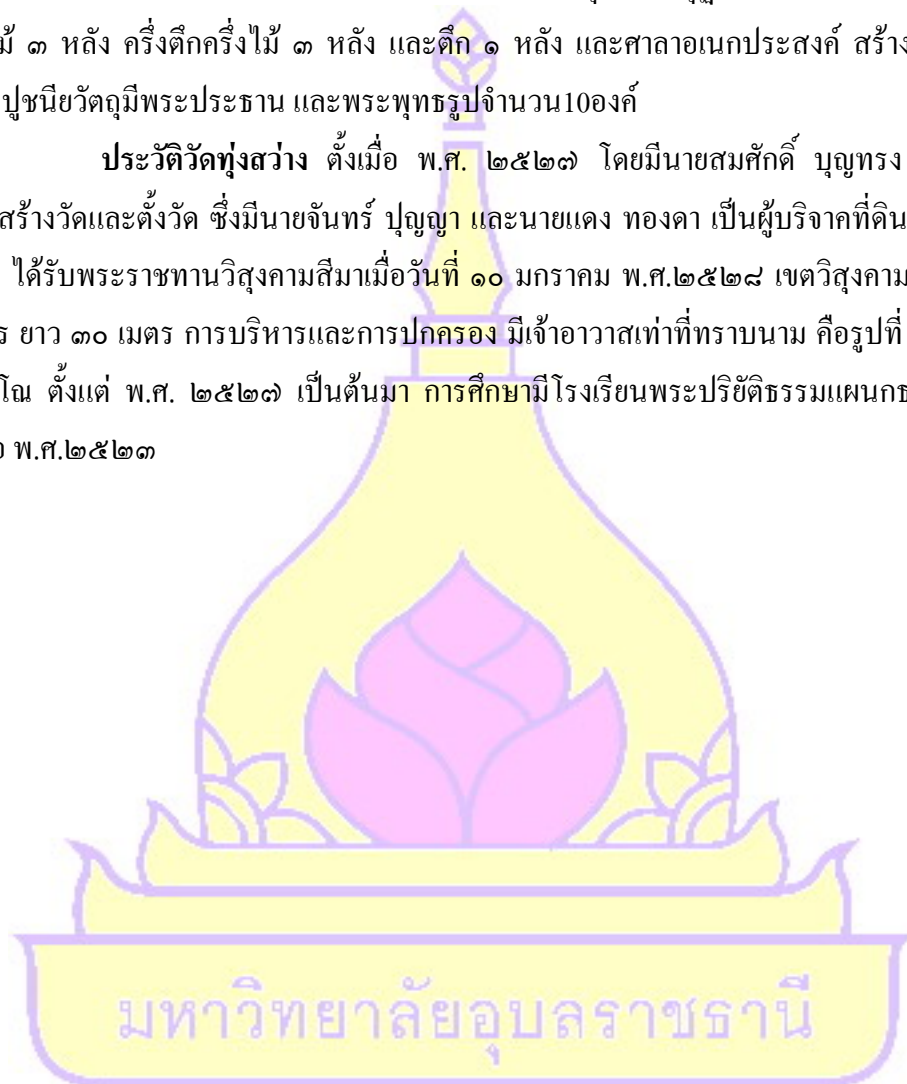 ม้ ๓ หลัง ครึ่งตึกครึ่งไม้ ๓ หลัง และตึก ๑ หลัง และศาลาอเนกประสงค์ สร้าง
ปูชนียวัตถุมีพระประธาน และพระพุทธรูปจำนวน10องค์
ประวัติวัดทุ่งสว่าง ตั้งเมื่อ พ.ศ. ๒๕๒๗ โดยมีนายสมศักดิ์ บุญทรง
สร้างวัดและตั้งวัด ซึ่งมีนายจันทร์ ปุญญา และนายแดง ทองดา เป็นผู้บริจาคที่ดิน
ได้รับพระราชทานวิสุงคามสีมาเมื่อวันที่ ๑๐ มกราคม พ.ศ.๒๕๒๘ เขตวิสุงคาม
ร ยาว ๓๐ เมตร การบริหารและการปกครอง มีเจ้าอาวาสเท่าที่ทราบนาม คือรูปที่
โณ ตั้งแต่ พ.ศ. ๒๕๒๗ เป็นต้นมา การศึกษามีโรงเรียนพระปริยัติธรรมแผนกธ
อ พ.ศ.๒๕๒๓
มหาวิทยาลัยอุบลราชธานี